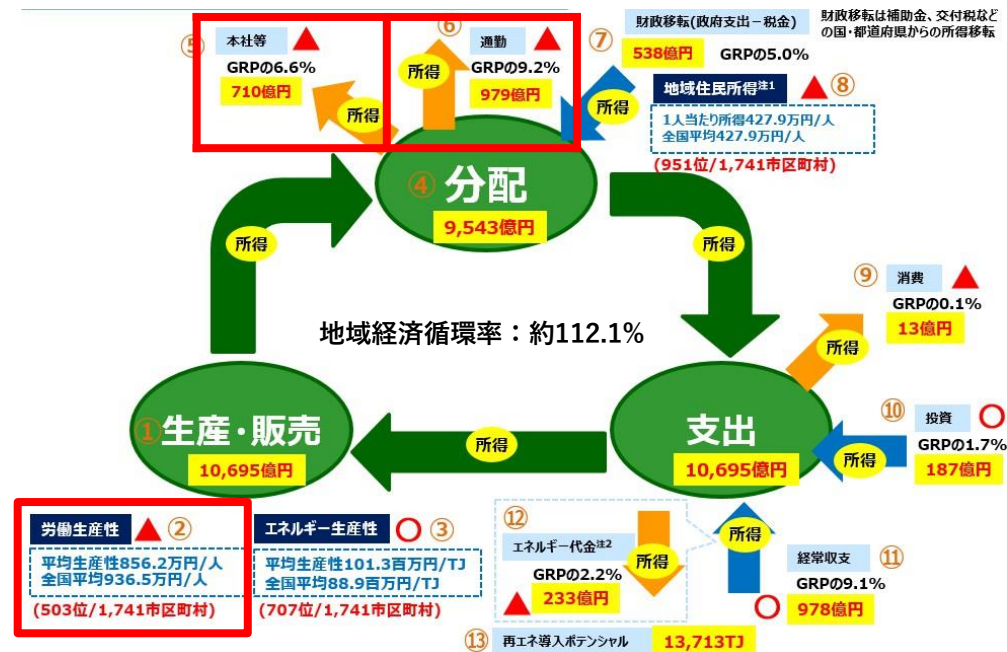 ⑤ 本社等 ▲
GRPの6.6%
710億円
所得
⑥ 通勤 ▲
GRPの9.2%
979億円
所得
⑦ 財政移転(政府支出－税金)
538億円 GRPの5.0%
財政移転は補助金、交付税など
の国・都道府県からの所得移転
所得
地域住民所得注1 ▲ ⑧
1人当たり所得427.9万円/人
全国平均427.9万円/人
(951位/1,741市区町村)
④ 分配
9,543億円
所得
所得
⑨ 消費 ▲
GRPの0.1%
13億円
所得
地域経済循環率：約112.1%
① 生産・販売
10,695億円
所得
支出
10,695億円
⑩ 投資 ○
GRPの1.7%
187億円
所得
労働生産性 ▲ ②
平均生産性856.2万円/人
全国平均936.5万円/人
(503位/1,741市区町村)
エネルギー生産性 ○ ③
平均生産性101.3百万円/TJ
全国平均88.9百万円/TJ
(707位/1,741市区町村)
⑫
エネルギー代金注2
GRPの2.2%
▲ 233億円
所得
所得
経常収支 ⑪
GRPの9.1%
○ 978億円
⑬ 再エネ導入ポテンシャル 13,713TJ